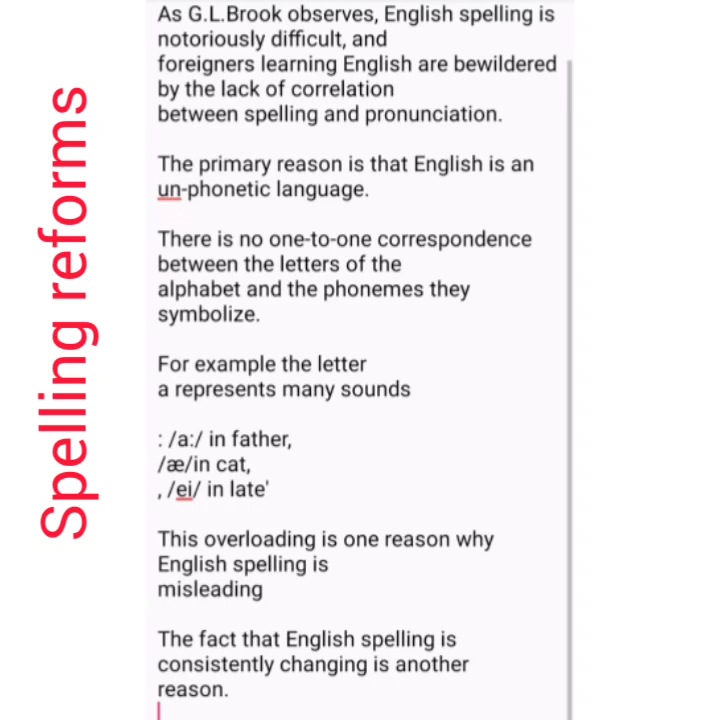 Spelling reforms
As G.L.Brook observes, English spelling is
notoriously difficult, and
foreigners learning English are bewildered
by the lack of correlation
between spelling and pronunciation.
The primary reason is that English is an
un-phonetic language.
There is no one-to-one correspondence
between the letters of the
alphabet and the phonemes they
symbolize.
For example the letter
a represents many sounds
: /a:/ in father,
/æ/in cat,
, /ei/ in late'
This overloading is one reason why
English spelling is
misleading
The fact that English spelling is
consistently changing is another
reason.